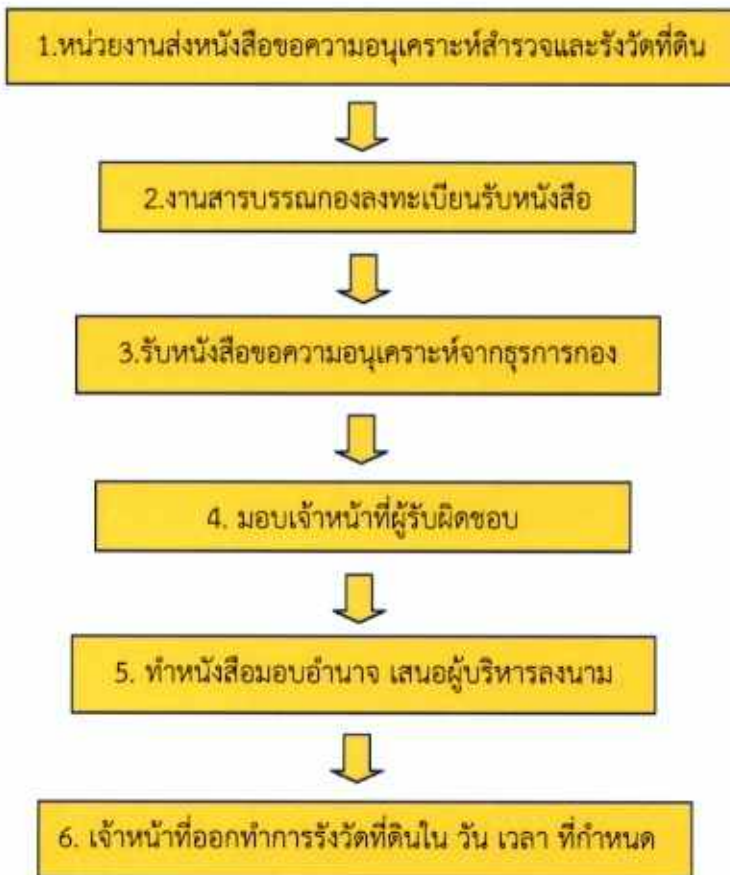 1.หน่วยงานส่งหนังสือขอความอนุเคราะห์สำรวจและรังวัดที่ดิน
2.งานสารบรรณกองลงทะเบียนรับหนังสือ
3.รับหนังสือขอความอนุเคราะห์จากธุรการกอง
4. มอบเจ้าหน้าที่ผู้รับผิดชอบ
5. ทำหนังสือมอบอำนาจ เสนอผู้บริหารลงนาม
6. เจ้าหน้าที่ออกทำการรังวัดที่ดินใน วัน เวลา ที่กำหนด